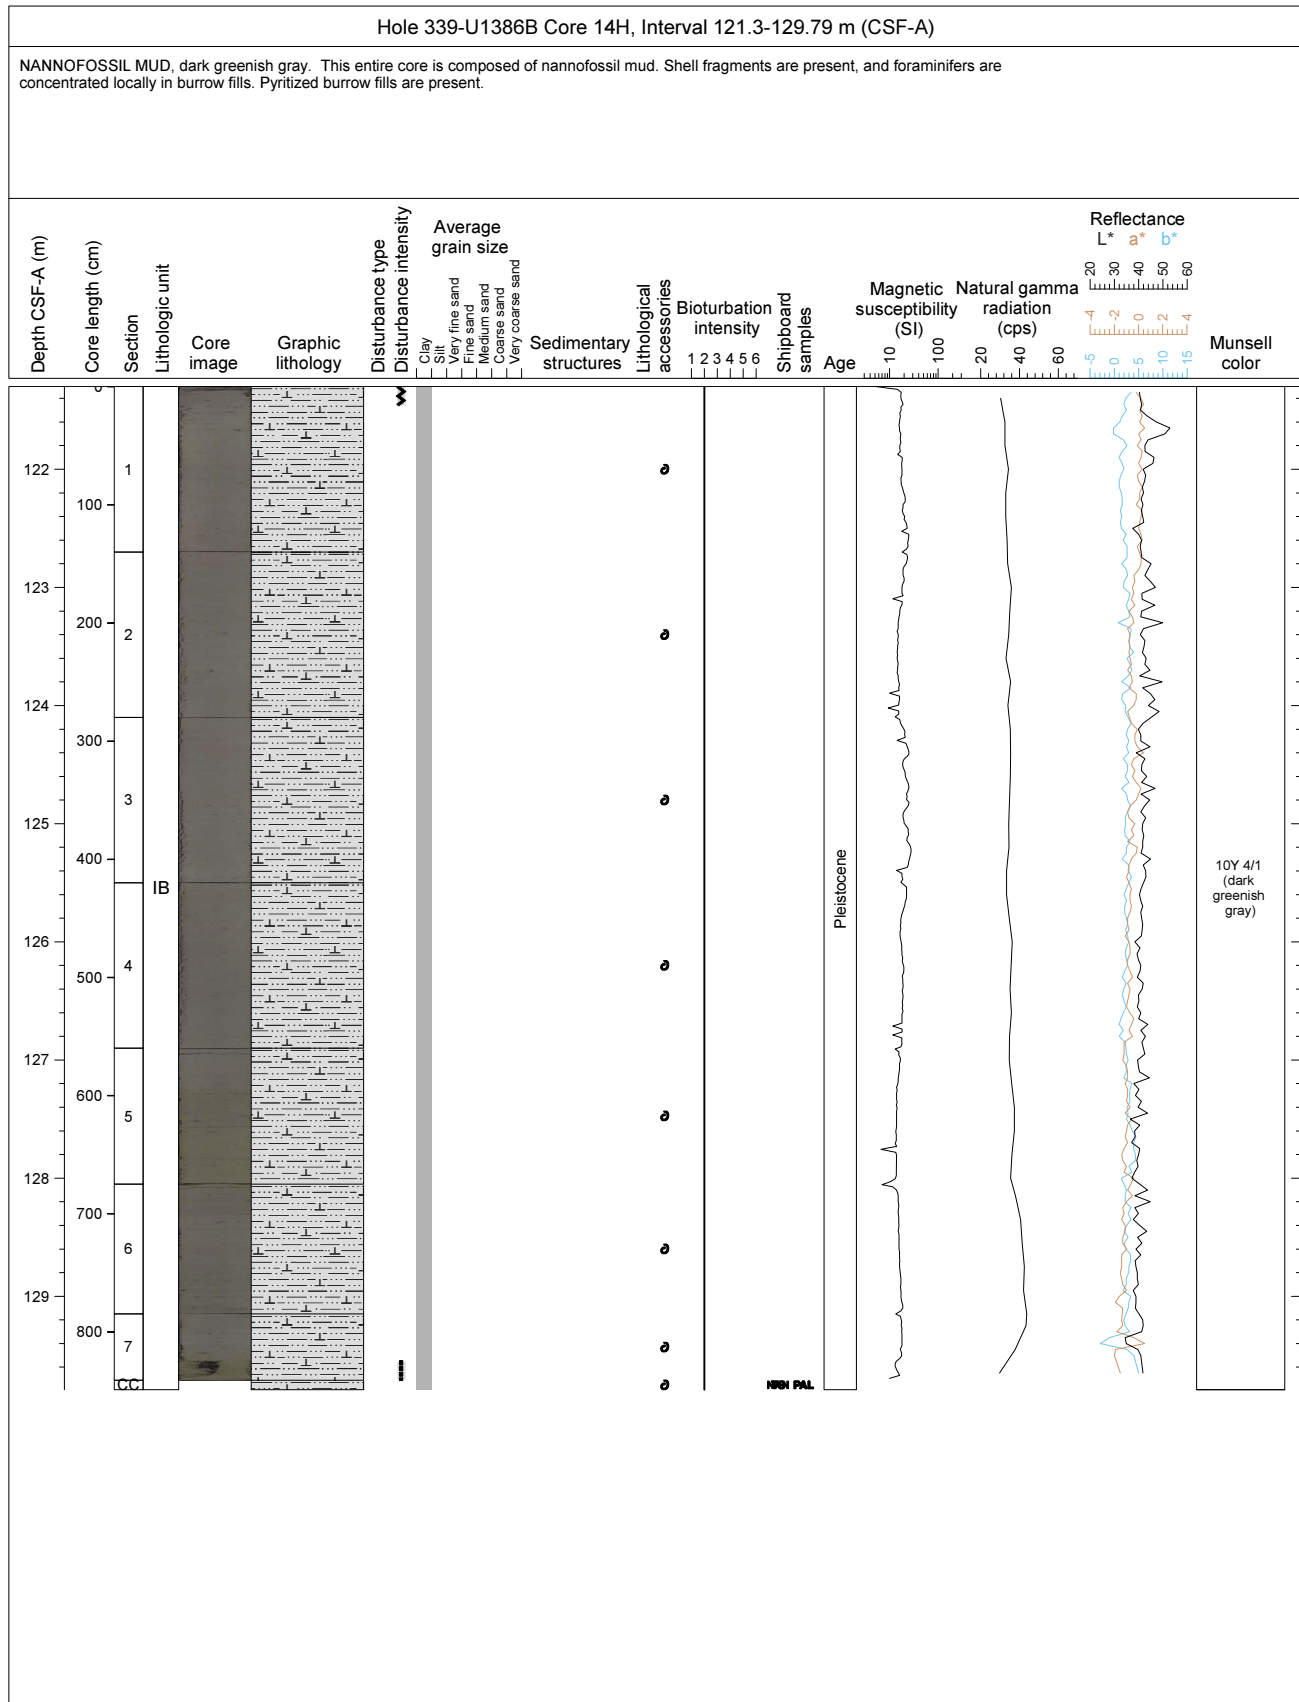 Hole 339-U1386B Core 14H, Interval 121.3-129.79 m (CSF-A)
NANNOFOSSIL MUD, dark greenish gray. This entire core is composed of nannofossil mud. Shell fragments are present, and foraminifers are
concentrated locally in burrow fills. Pyritized burrow fills are present.
Depth CSF-A (m)
Core length (cm)
Section
Lithologic unit
Core
image
Graphic
lithology
Disturbance type
Disturbance intensity
Average
grain size
Clay
Silt
Very fine sand
Fine sand
Medium sand
Coarse sand
Very coarse sand
Sedimentary
structures
Lithological
accessories
Bioturbation
intensity
1 2 3 4 5 6
Shipboard
samples
Age
Magnetic
susceptibility
(SI)
10 100
Natural gamma
radiation
(cps)
20 40 60
Reflectance
L* a* b*
20 30 40 50 60
-4 -2 0 2 4
-5 0 5 10 15
Munsell
color
0
122
100
1
123
200
2
124
300
3
125
400
IB
Pleistocene
10Y 4/1
(dark
greenish
gray)
126
500
4
127
600
5
128
700
6
129
800
7
CC
PAL